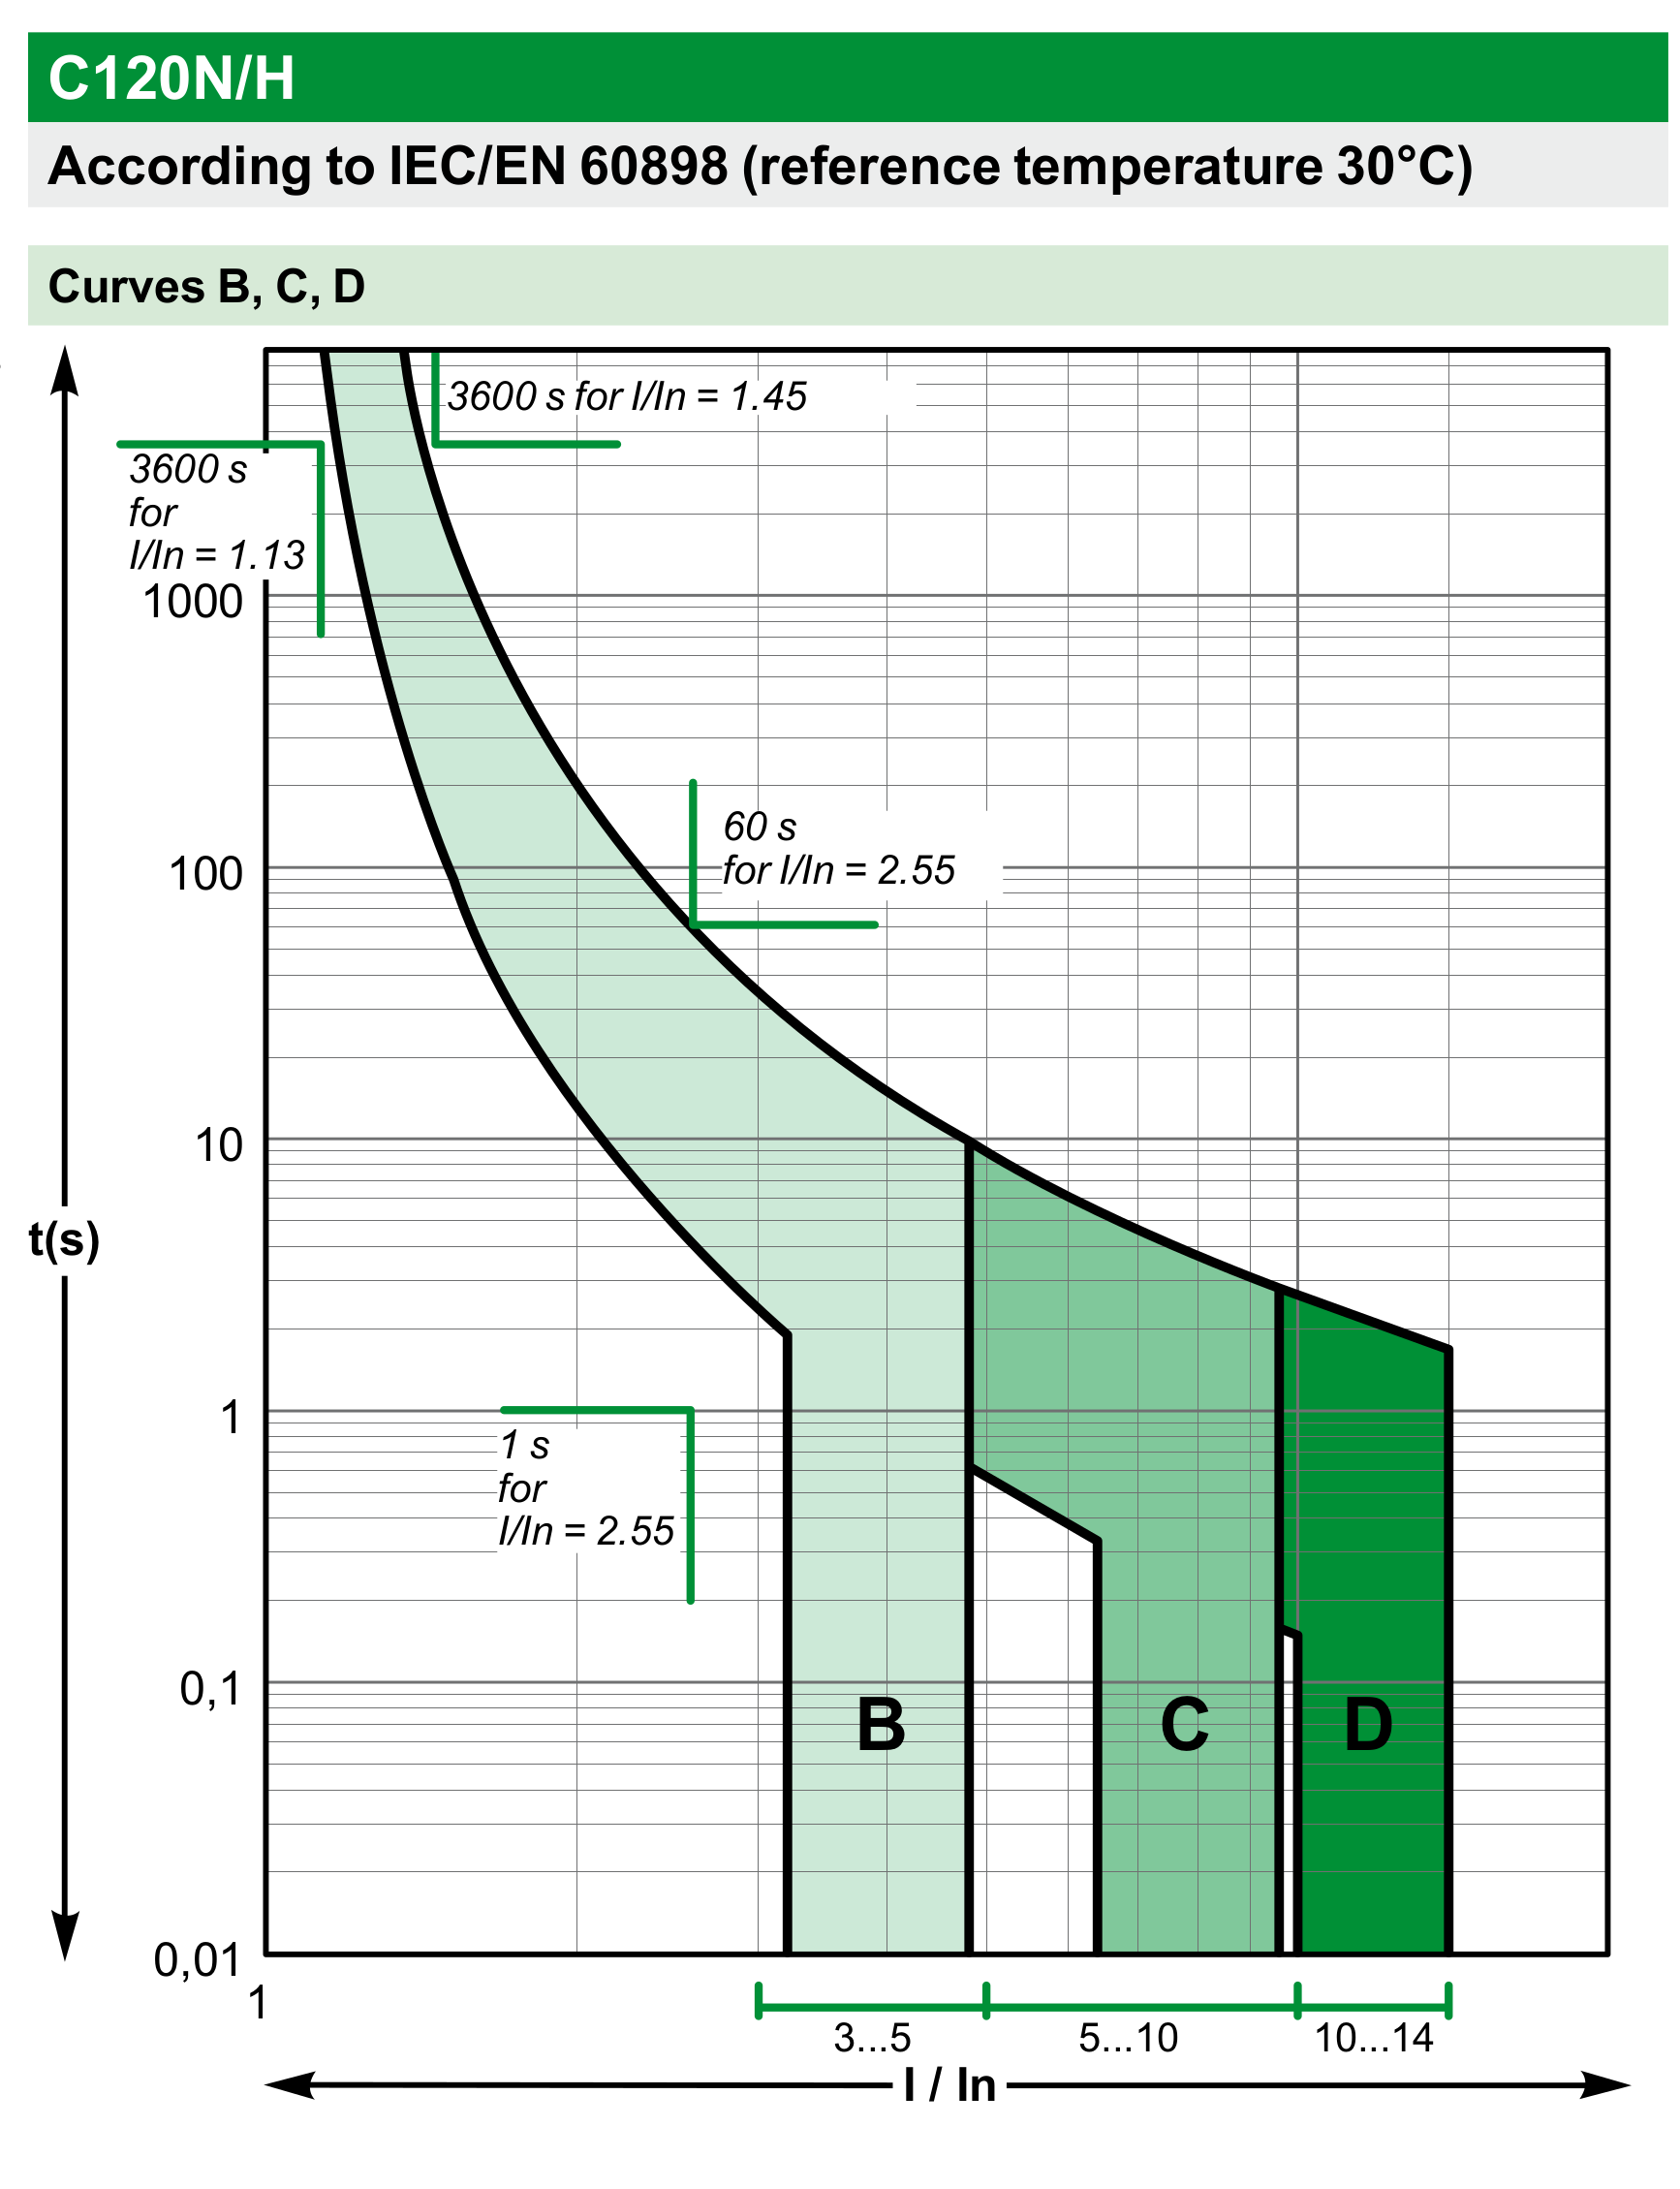 C120N/H
According to IEC/EN 60898 (reference temperature 30°C)
Curves B, C, D
3600 s for I/In = 1.45
3600 s
for
I/In = 1.13
1000
60 s
for I/In = 2.55
100
10
t(s)
1
1 s
for
I/In = 2.55
0,1
B
C
D
0,01
1
3...5
5...10
10...14
I / In